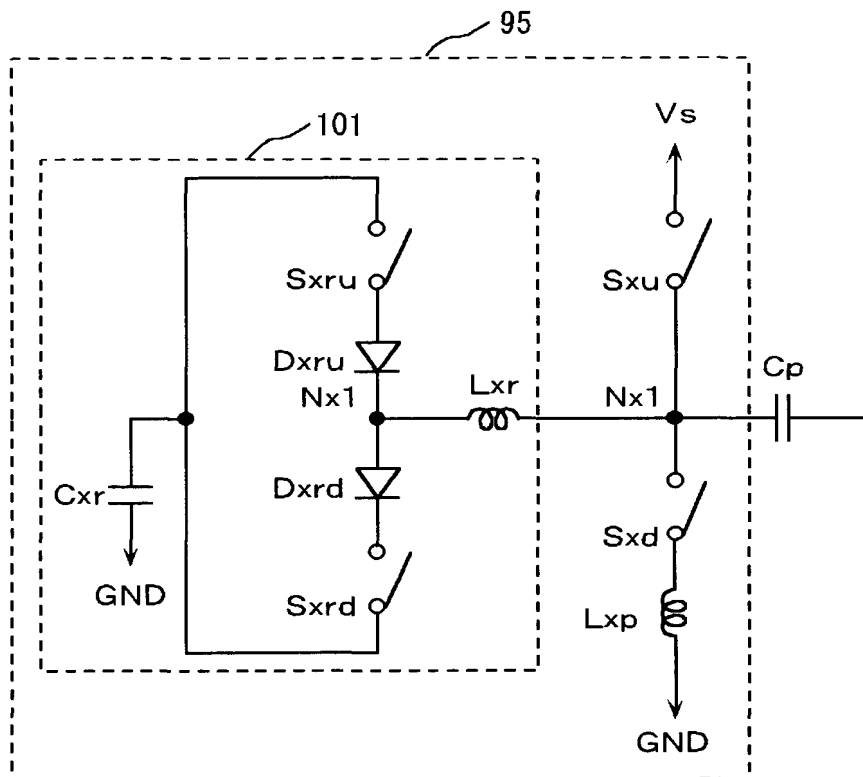 95
101
Vs
Sxru
Sxu
Dxru
Cp
Nx1
Lxr
Nx1
Cxr
Dxrd
Sxd
GND
Sxrd
Lxp
GND